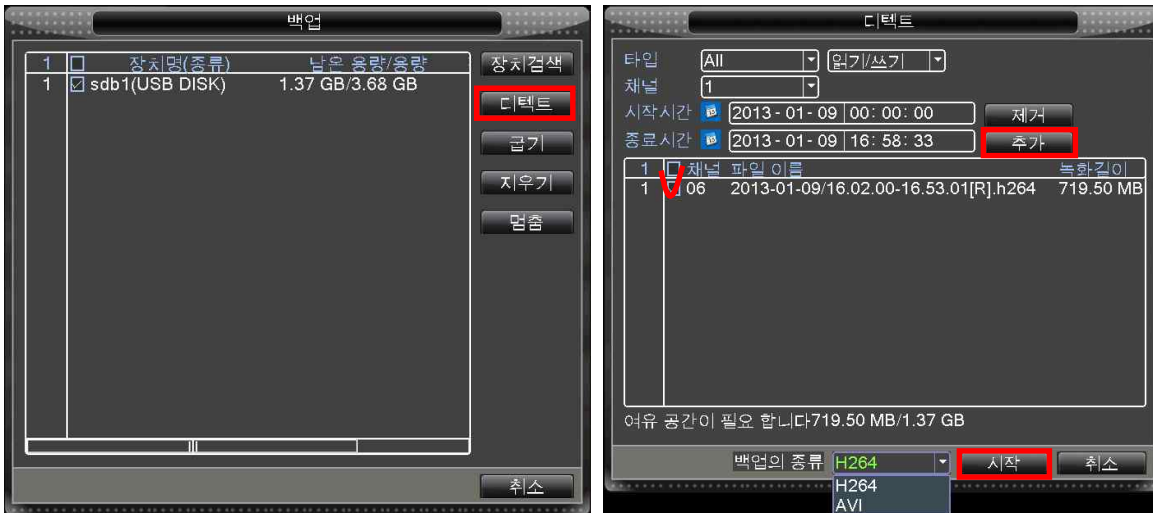 백업
1 장치명(종류) 남은 용량/용량
1 sdb1(USB DISK) 1.37 GB/3.68 GB
장치검색
디텍트
굽기
지우기
멈춤
취소
디텍트
타입 All 읽기/쓰기
채널 1
시작시간 2013-01-09 00:00:00 제거
종료시간 2013-01-09 16:58:33 추가
1 채널 파일 이름 녹화길이
1 06 2013-01-09/16.02.00-16.53.01[R].h264 719.50 MB
여유 공간이 필요 합니다719.50 MB/1.37 GB
백업의 종류 H264 시작 취소
H264
AVI